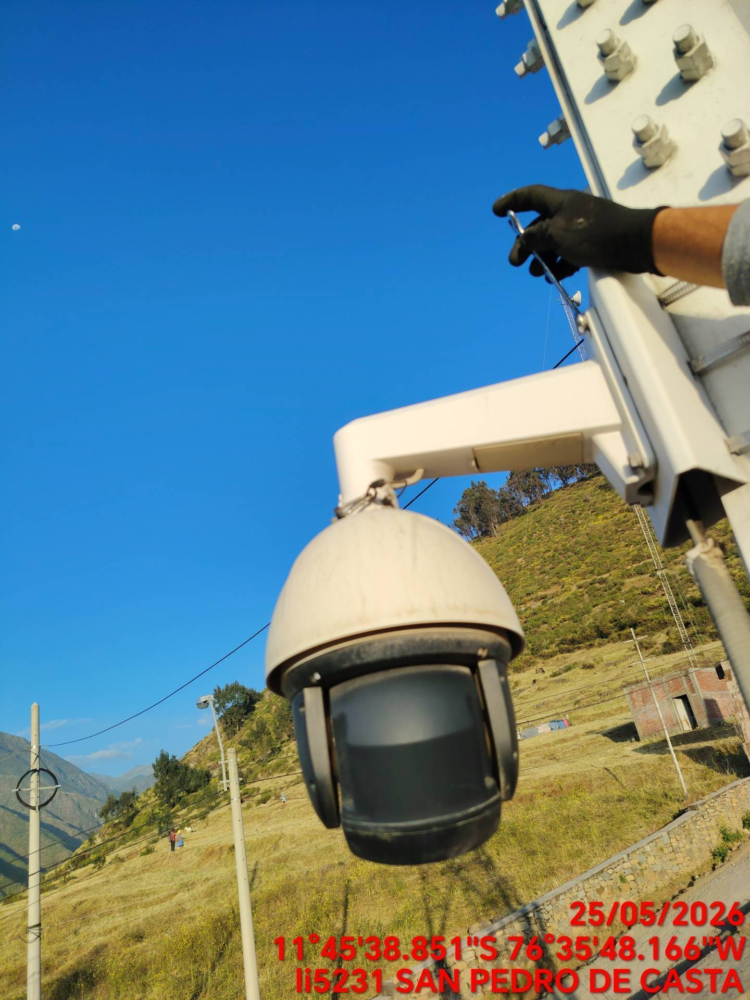 25/05/2026
11°45'38.851"S 76°35'48.166"W
li5231 SAN PEDRO DE CASTA